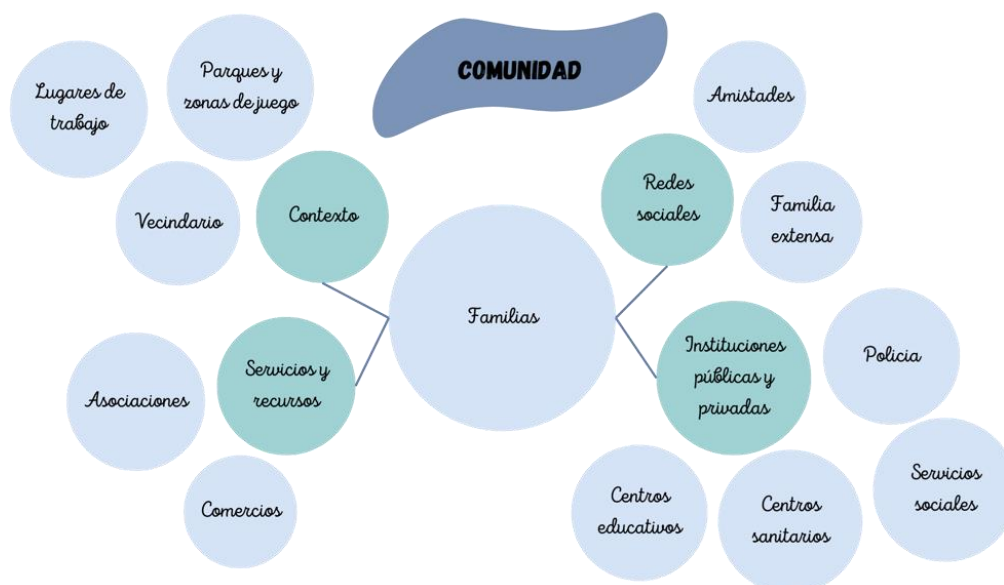 COMUNIDAD
Lugares de
trabajo
Parques y
zonas de juego
Vecindario
Contexto
Amistades
Redes
sociales
Familia
extensa
Familias
Asociaciones
Servicios y
recursos
Comercios
Instituciones
públicas y
privadas
Policia
Servicios
sociales
Centros
educativos
Centros
sanitarios